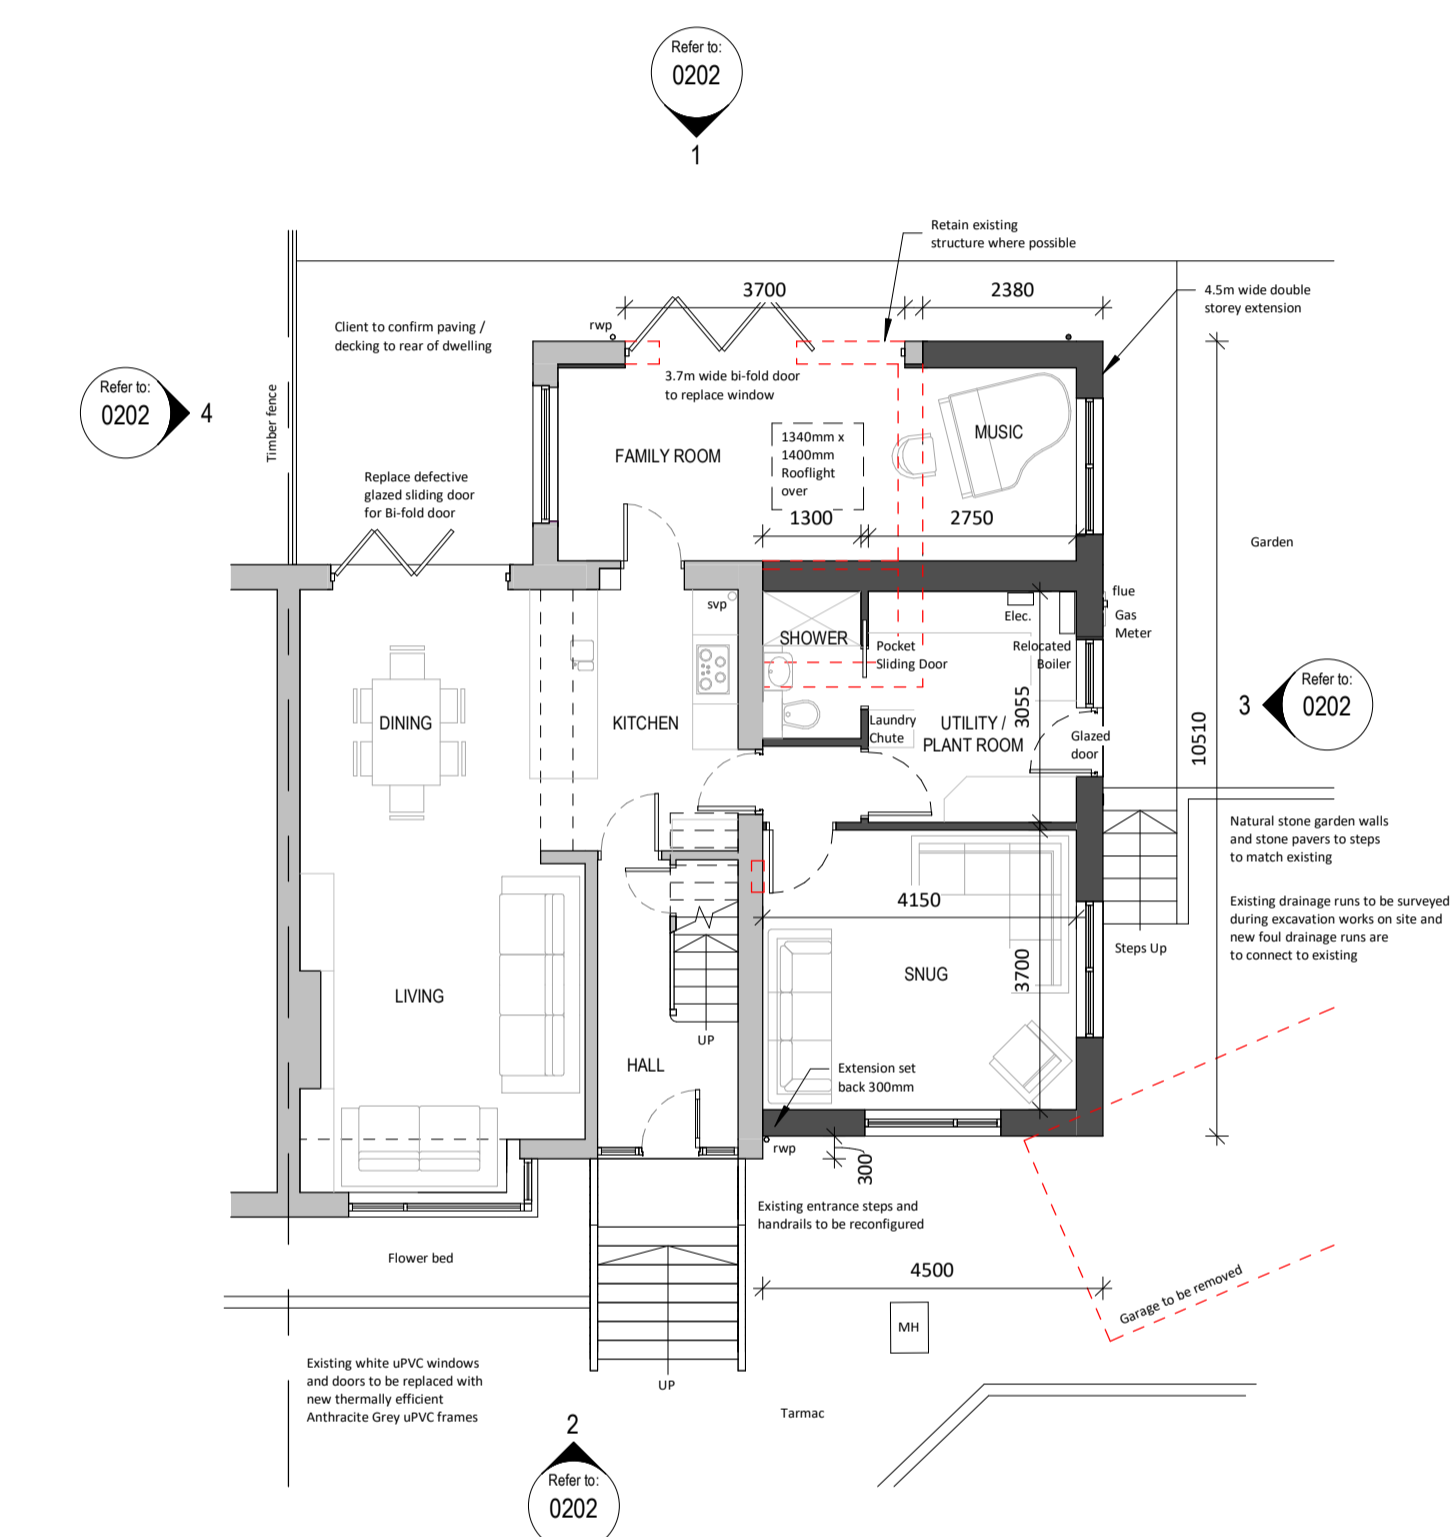 Refer to:
0202
1
Retain existing
structure where possible
3700
2380
4.5m wide double
storey extension
Client to confirm paving /
decking to rear of dwelling
rwp
3.7m wide bi-fold door
to replace window
Refer to:
0202
4
Timber fence
MUSIC
FAMILY ROOM
1340mm x
1400mm
Rooflight
over
Replace defective
glazed sliding door
for Bi-fold door
1300
2750
Garden
svp
Elec.
flue
Gas
Meter
SHOWER
Pocket
Sliding Door
Relocated
Boiler
3055
Refer to:
0202
3
DINING
KITCHEN
Laundry
Chute
UTILITY /
PLANT ROOM
Glazed
door
10510
Natural stone garden walls
and stone pavers to steps
to match existing
4150
Existing drainage runs to be surveyed
during excavation works on site and
new foul drainage runs are
to connect to existing
Steps Up
SNUG
3700
LIVING
UP
HALL
Extension set
back 300mm
rwp
300
Existing entrance steps and
handrails to be reconfigured
Flower bed
4500
Garage to be removed
MH
Existing white uPVC windows
and doors to be replaced with
new thermally efficient
Anthracite Grey uPVC frames
UP
Tarmac
2
Refer to:
0202